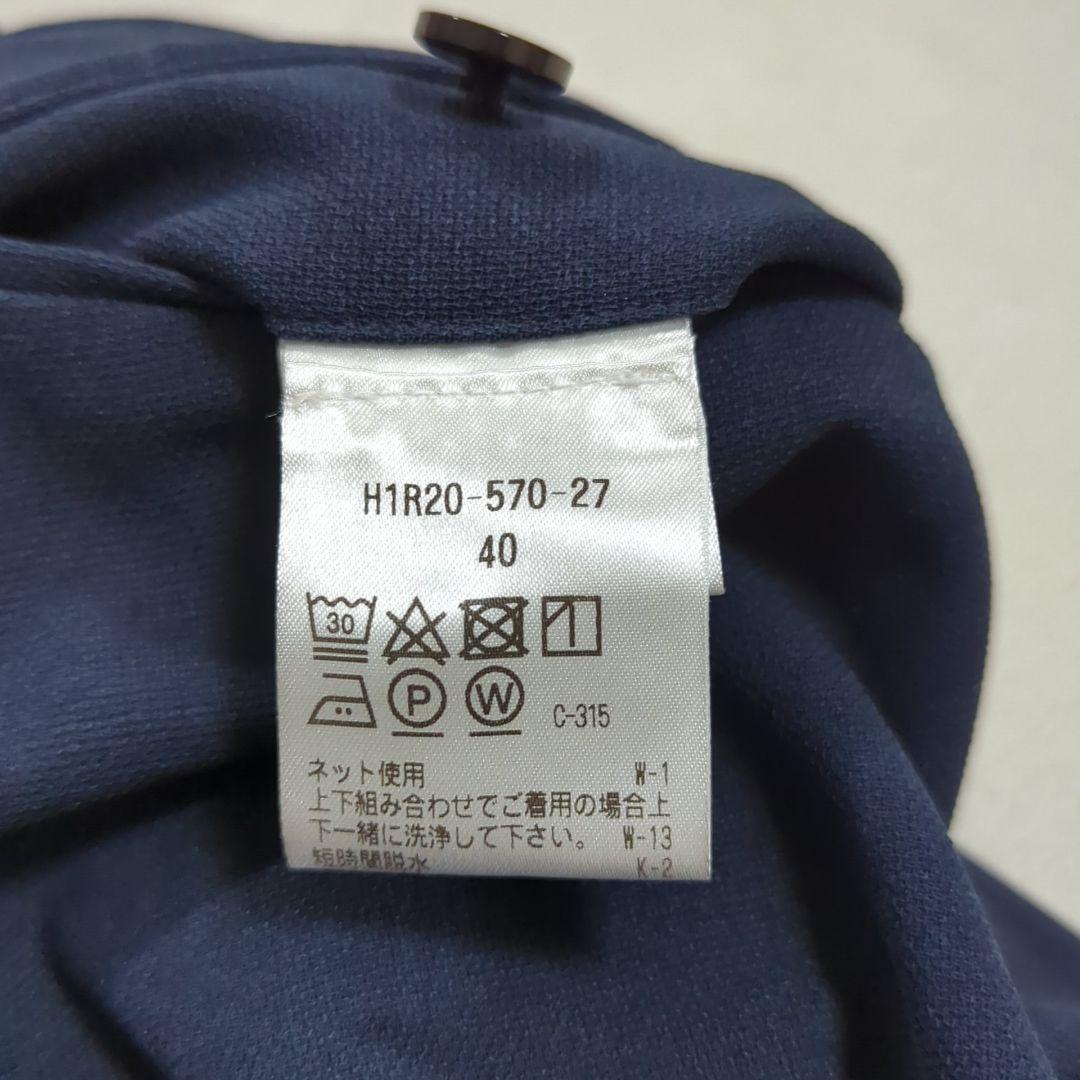 H1R20-570-27
40
30
P W C-315
ネット使用 W-1
上下組み合わせでご着用の場合上
下一緒に洗浄して下さい。 W-13
短時間脱水 K-2